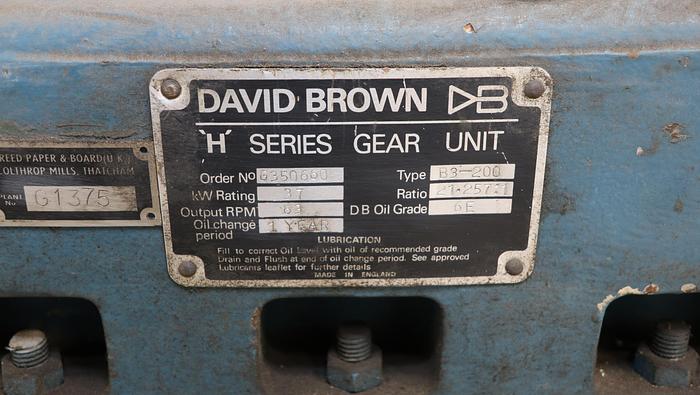 DAVID BROWN DB
'H' SERIES GEAR UNIT
Order No G350660 Type B3-200
kW Rating 37 Ratio
Output RPM 63 DB Oil Grade 6E
Oil change period 1 YEAR
LUBRICATION
Fill to correct Oil Level with oil of recommended grade
Drain and Flush at end of oil change period. See approved
Lubricants leaflet for further details
MADE IN ENGLAND
REED PAPER & BOARD (U.K.)
COLTHROP MILLS, THATCHAM
PLANT No G1375